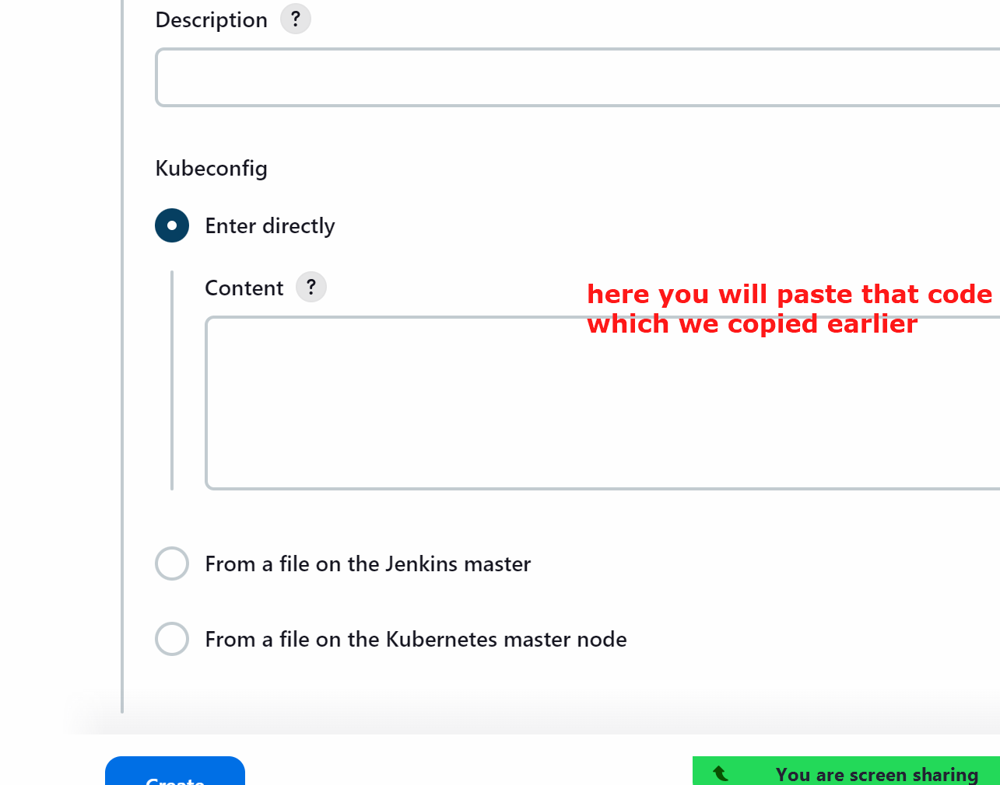 Description ?
Kubeconfig
Enter directly
Content ?
here you will paste that code
which we copied earlier
From a file on the Jenkins master
From a file on the Kubernetes master node
Create
You are screen sharing